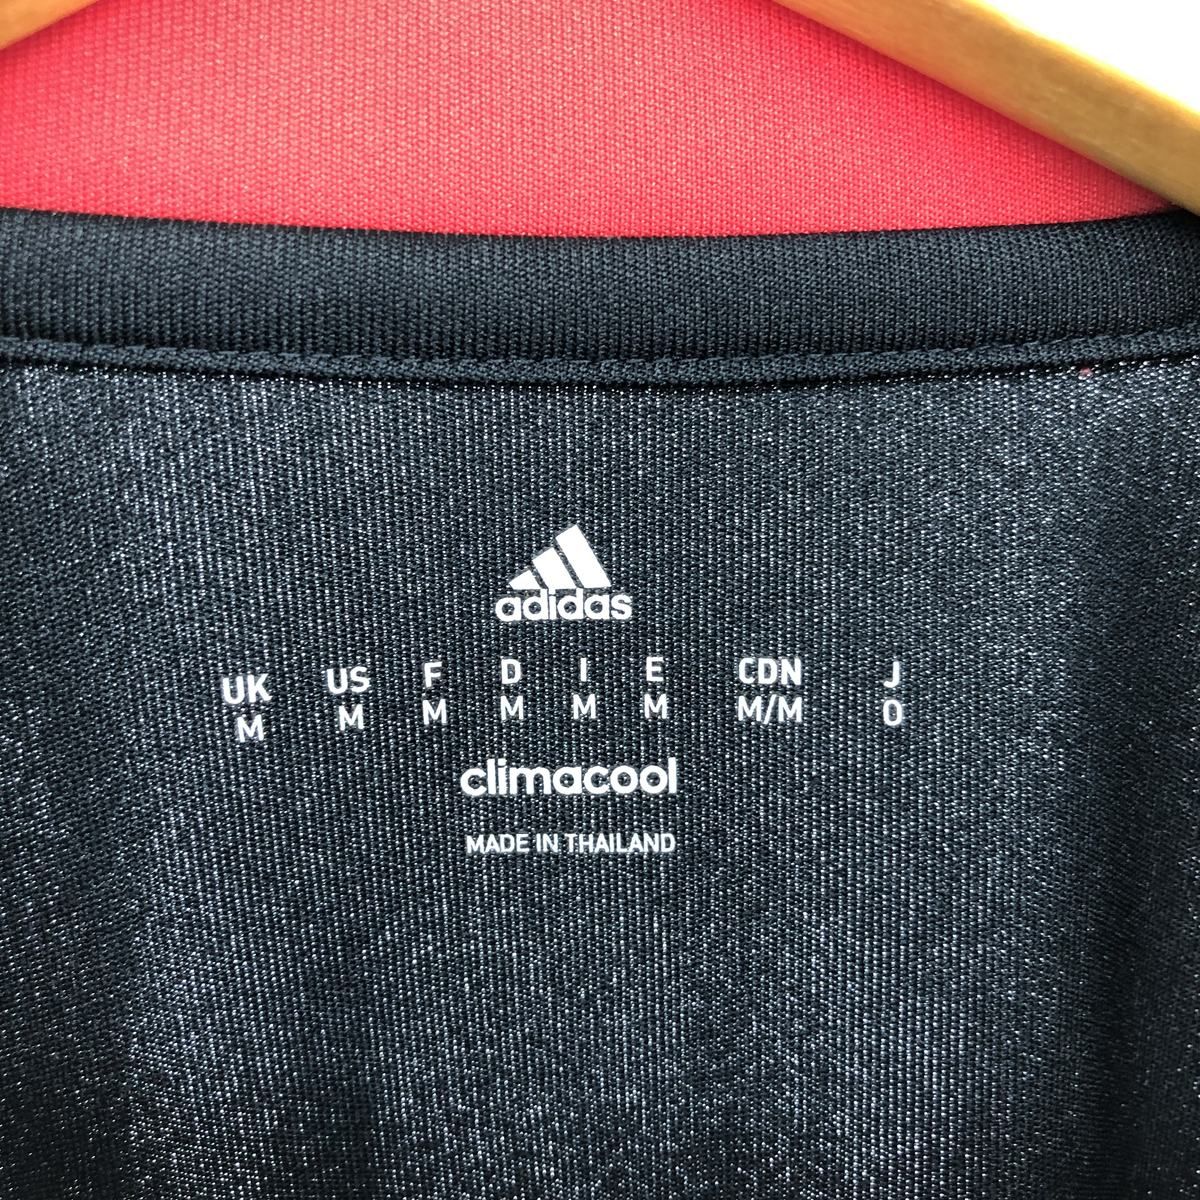 adidas
UK US F D I E CDN J
M M M M M M M/M O
climacool
MADE IN THAILAND